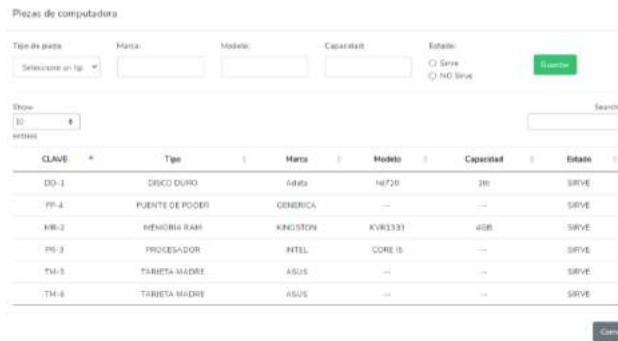 Piezas de computadora
Tipo de pieza Marca: Modelo: Capacidad: Estado:
Seleccione un tip
Sirve
NO Sirve
Guardar
Show
10
entries
Search
CLAVE Tipo Marca Modelo Capacidad Estado
DD-1 DISCO DURO Adata hd710 1tb SIRVE
FP-4 FUENTE DE PODER GENERICA --- --- SIRVE
MR-2 MEMORIA RAM KINGSTON KVR1333 4GB SIRVE
PR-3 PROCESADOR INTEL CORE I5 --- SIRVE
TM-5 TARJETA MADRE ASUS --- --- SIRVE
TM-6 TARJETA MADRE ASUS --- --- SIRVE